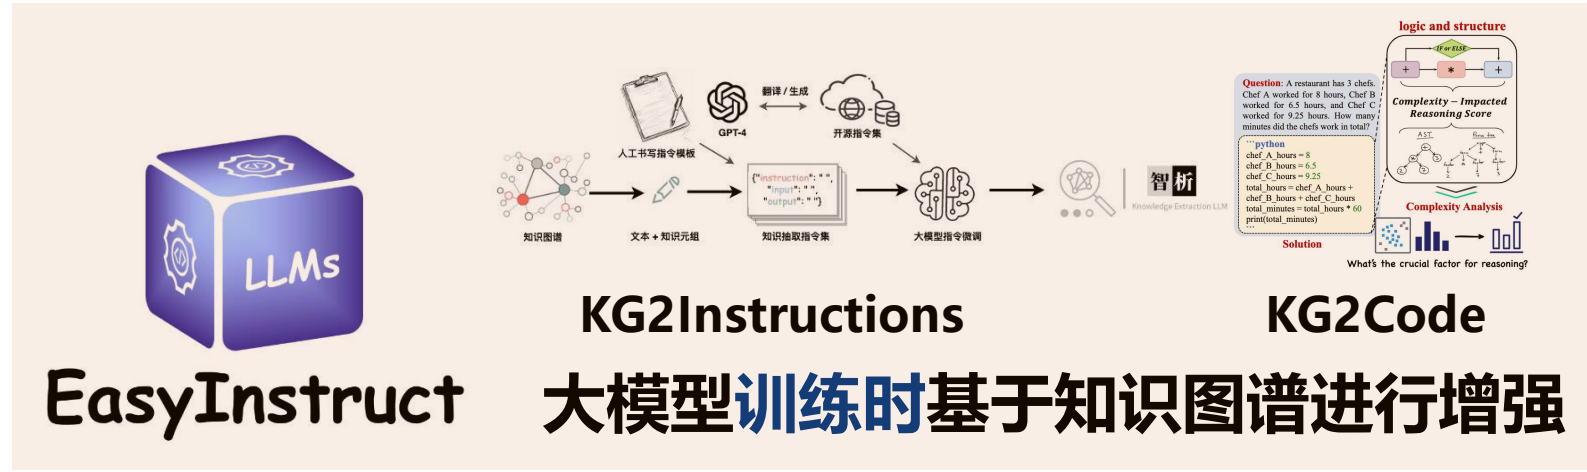 LLMs
EasyInstruct
人工书写指令模板
GPT-4
翻译 / 生成
开源指令集
知识图谱
文本 + 知识元组
{"instruction": " ",
"input": " ",
"output": " "}
知识抽取指令集
大模型指令微调
智析
Knowledge Extraction LLM
KG2Instructions
Question: A restaurant has 3 chefs.
Chef A worked for 8 hours, Chef B
worked for 6.5 hours, and Chef C
worked for 9.25 hours. How many
minutes did the chefs work in total?
```python
chef_A_hours = 8
chef_B_hours = 6.5
chef_C_hours = 9.25
total_hours = chef_A_hours +
chef_B_hours + chef_C_hours
total_minutes = total_hours * 60
print(total_minutes)
```
Solution
logic and structure
IF or ELSE
+ * +
Complexity – Impacted
Reasoning Score
AST
Complexity Analysis
What's the crucial factor for reasoning?
KG2Code
大模型训练时基于知识图谱进行增强